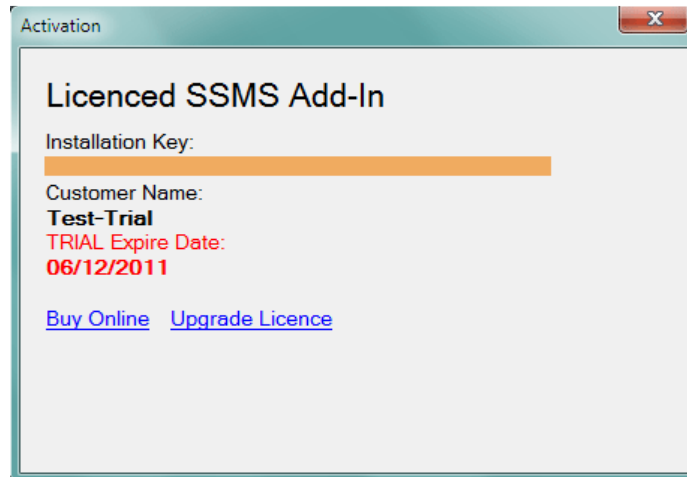 Activation
Licenced SSMS Add-In
Installation Key:
Customer Name:
Test-Trial
TRIAL Expire Date:
06/12/2011
Buy Online Upgrade Licence